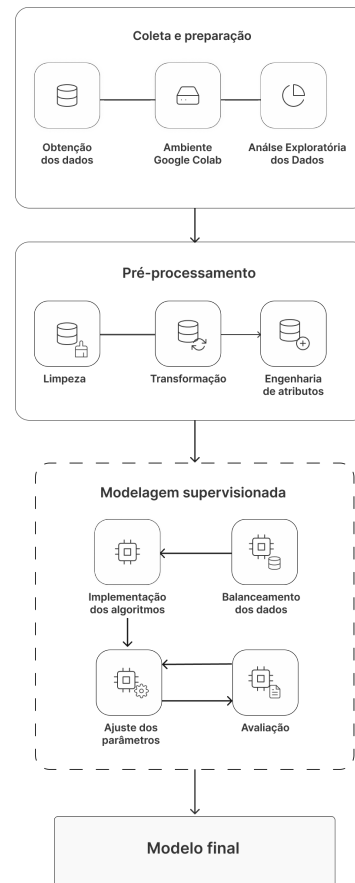 Coleta e preparação
Obtenção
dos dados
Ambiente
Google Colab
Análse Exploratória
dos Dados
Pré-processamento
Limpeza
Transformação
Engenharia
de atributos
Modelagem supervisionada
Implementação
dos algoritmos
Balanceamento
dos dados
Ajuste dos
parâmetros
Avaliação
Modelo final